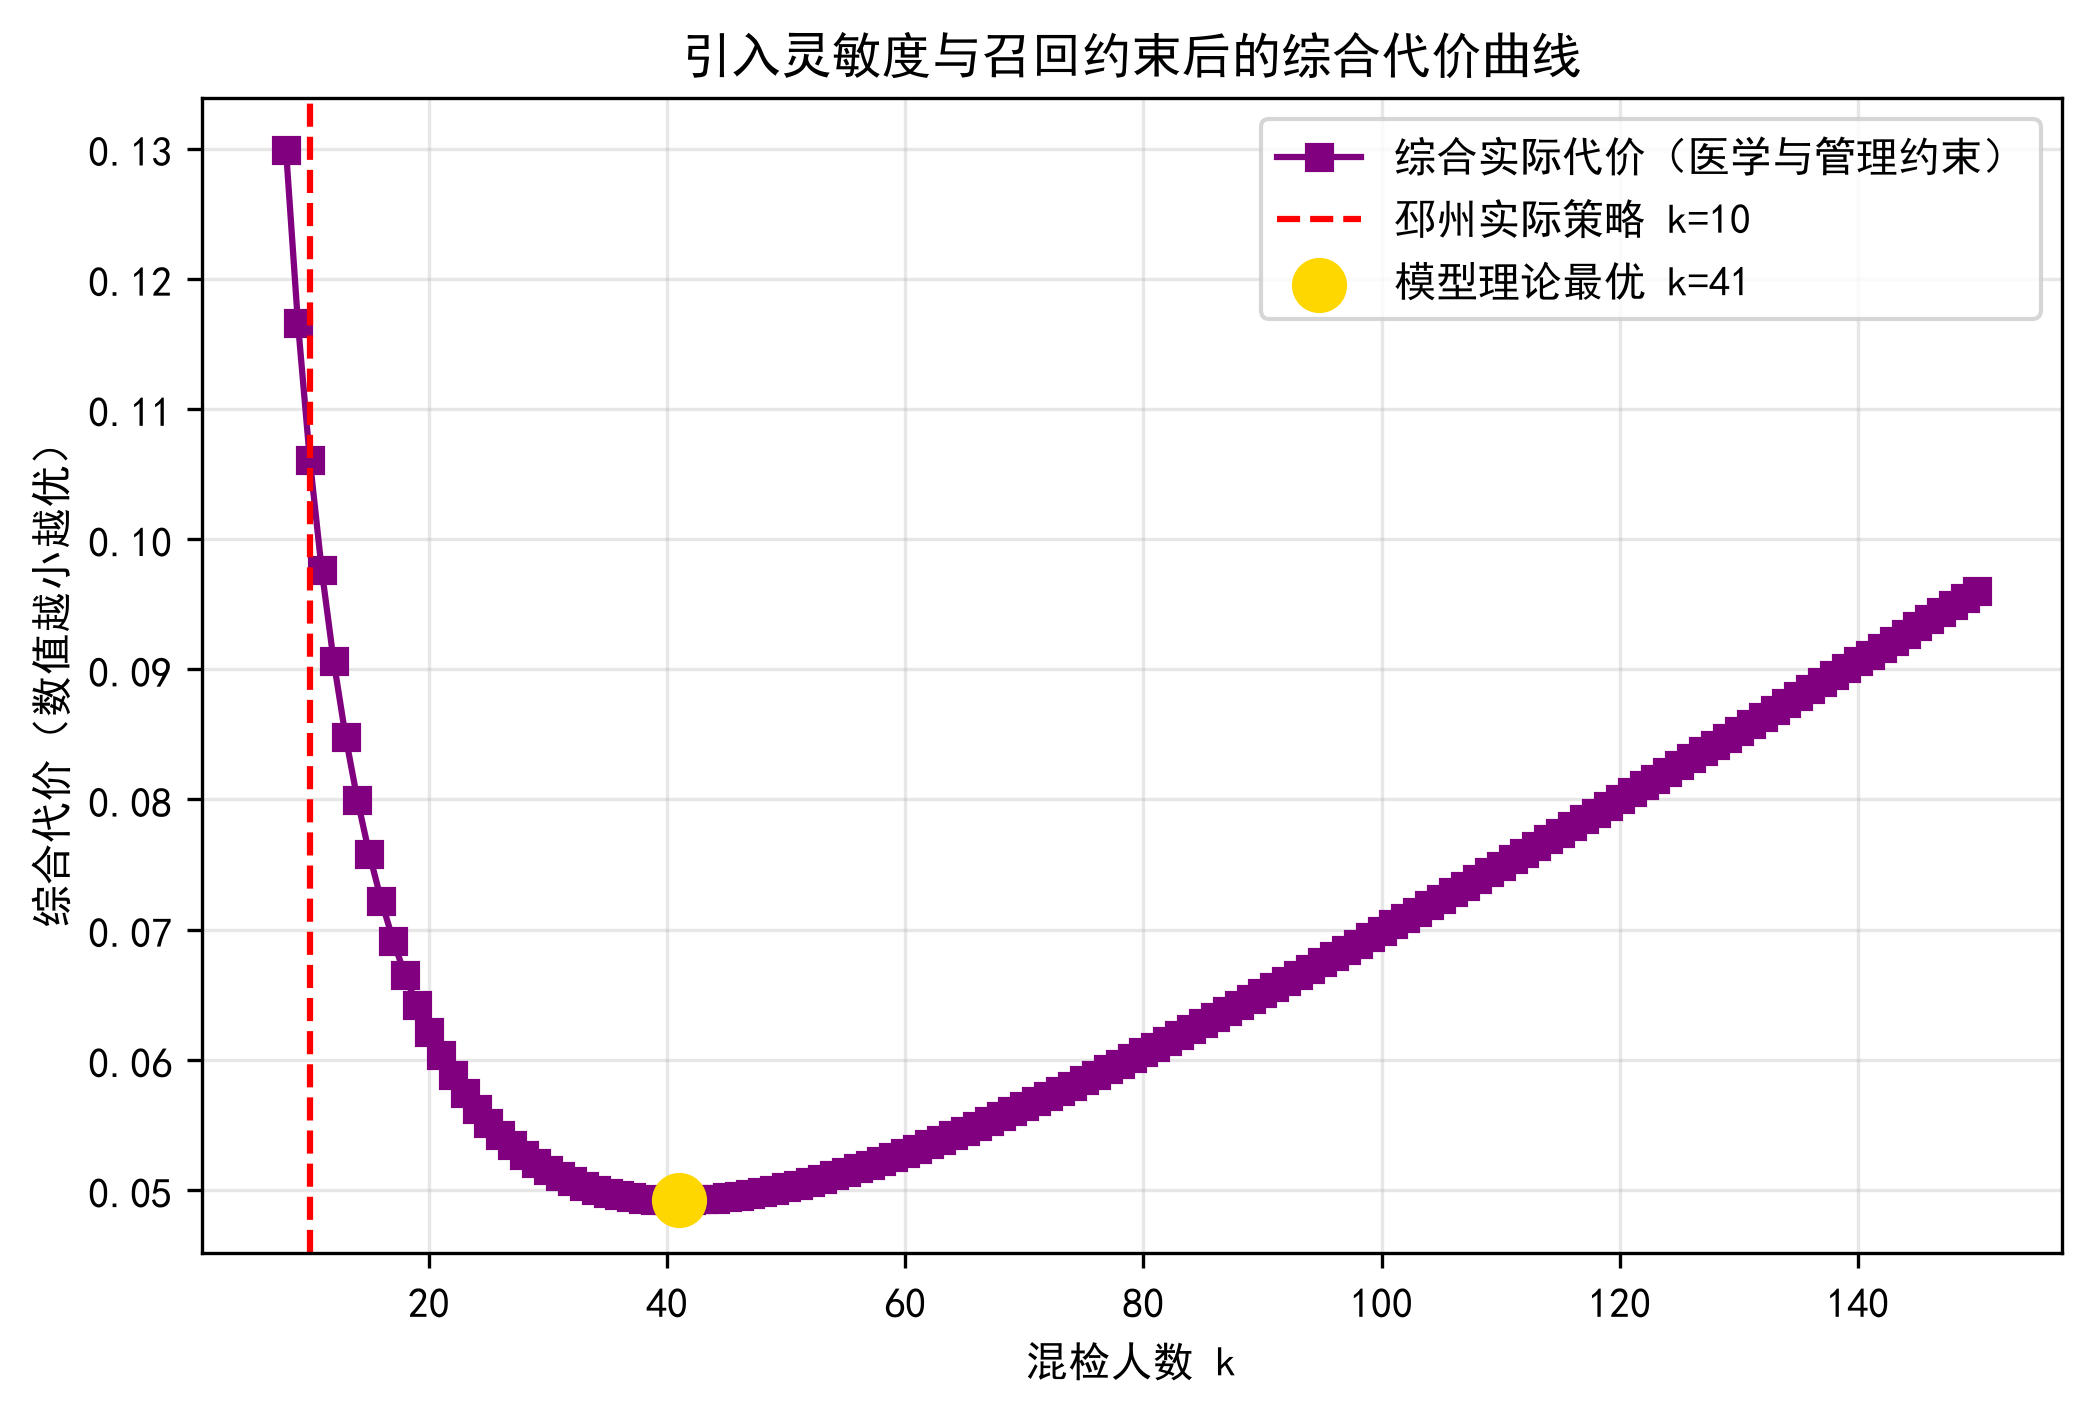 引入灵敏度与召回约束后的综合代价曲线
综合实际代价（医学与管理约束）
邳州实际策略 k=10
模型理论最优 k=41
综合代价（数值越小越优）
0.13
0.12
0.11
0.10
0.09
0.08
0.07
0.06
0.05
20 40 60 80 100 120 140
混检人数 k